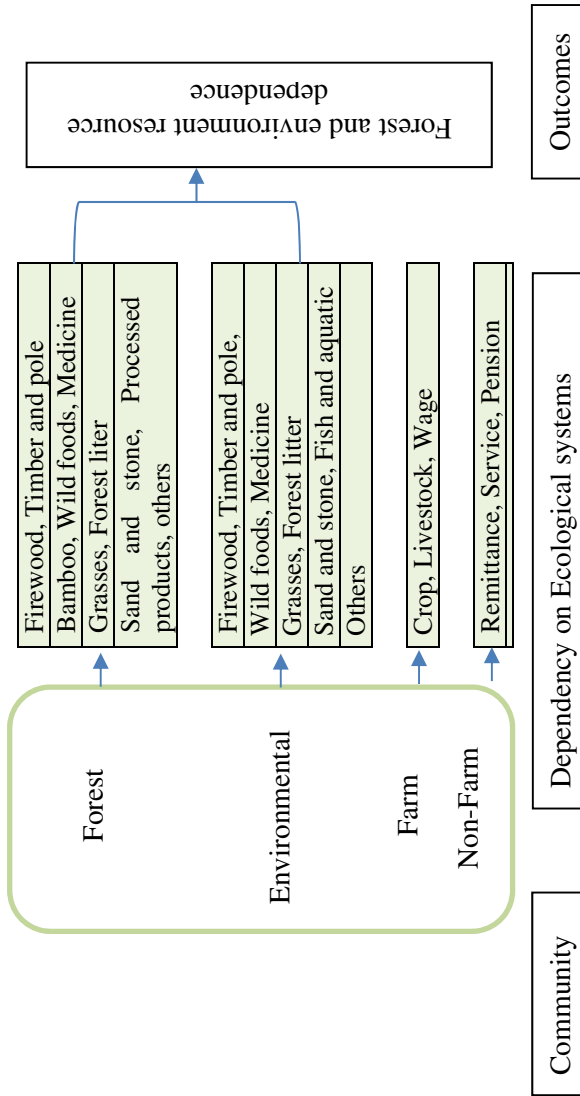 Forest
Environmental
Farm
Non-Farm
Firewood, Timber and pole
Bamboo, Wild foods, Medicine
Grasses, Forest liter
Sand and stone, Processed
products, others
Firewood, Timber and pole,
Wild foods, Medicine
Grasses, Forest litter
Sand and stone, Fish and aquatic
Others
Crop, Livestock, Wage
Remittance, Service, Pension
Forest and environment resource
dependence
Community
Dependency on Ecological systems
Outcomes